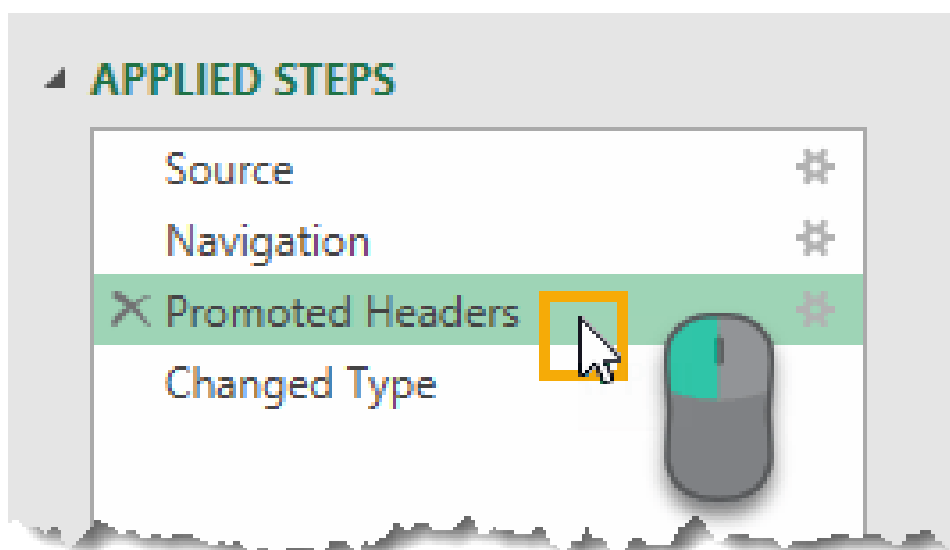 APPLIED STEPS
Source
Navigation
Promoted Headers
Changed Type